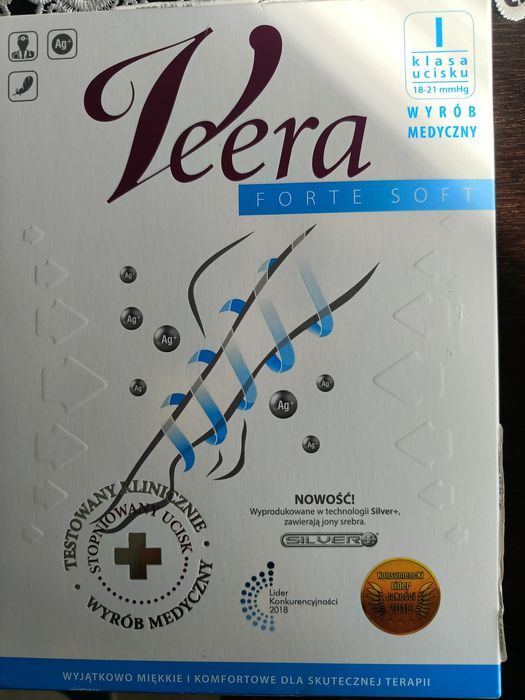 Ag+
Veera
FORTE SOFT
I
klasa
ucisku
18-21 mmHg
WYRÓB
MEDYCZNY
Ag+
Ag+
Ag+
Ag+
Ag+
Ag+
Ag+
TESTOWANY KLINICZNIE
STOPNIOWANY UCISK
WYRÓB MEDYCZNY
NOWOŚĆ!
Wyprodukowane w technologii Silver+,
zawierają jony srebra.
SILVER+
Lider
Konkurencyjności
2018
Konsumencki
Lider
Jakości
2018
WYJĄTKOWO MIĘKKIE I KOMFORTOWE DLA SKUTECZNEJ TERAPII